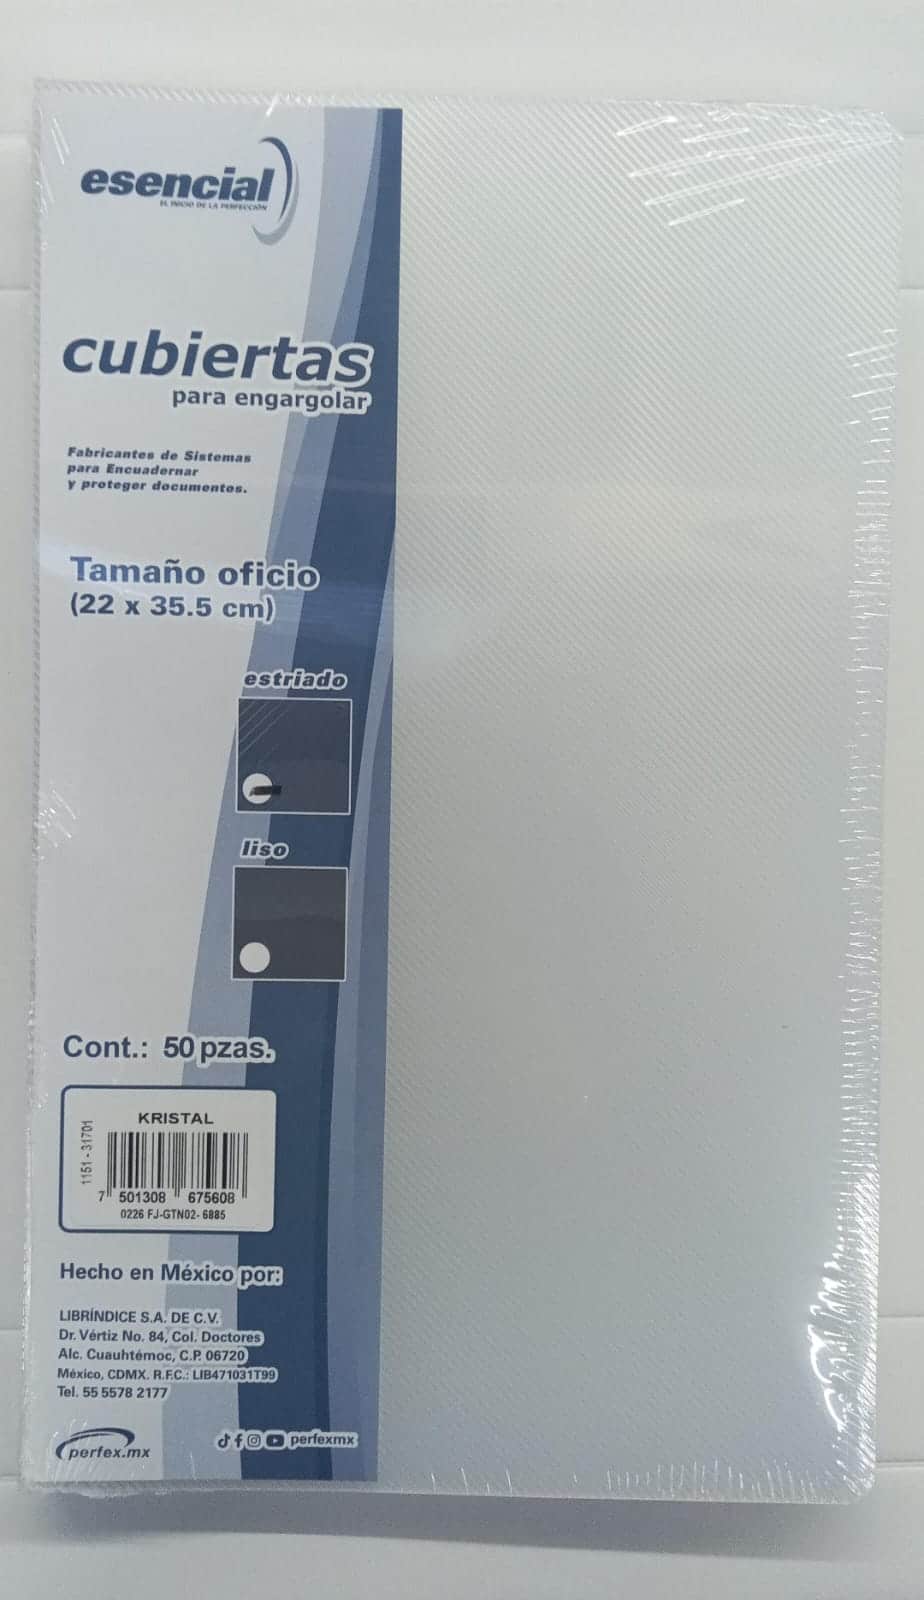 esencial
EL INICIO DE LA PERFECCIÓN
cubiertas
para engargolar
Fabricantes de Sistemas
para Encuadernar
y proteger documentos.
Tamaño oficio
(22 x 35.5 cm)
estriado
liso
Cont.: 50 pzas.
KRISTAL
1151 - 31701
7 501308 675608
0226 FJ-GTN02- 6885
Hecho en México por:
LIBRÍNDICE S.A. DE C.V.
Dr. Vértiz No. 84, Col. Doctores
Alc. Cuauhtémoc, C.P. 06720
México, CDMX. R.F.C.: LIB471031T99
Tel. 55 5578 2177
perfex.mx
perfexmx